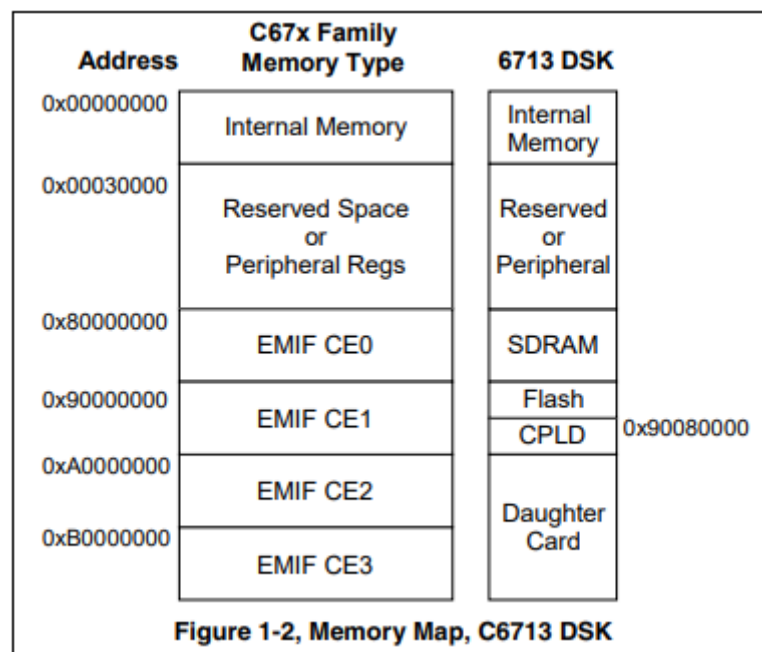 C67x Family
Address Memory Type 6713 DSK
0x00000000
Internal Memory
Internal
Memory
0x00030000
Reserved Space
or
Peripheral Regs
Reserved
or
Peripheral
0x80000000
EMIF CE0
SDRAM
0x90000000
EMIF CE1
Flash
CPLD
0x90080000
0xA0000000
EMIF CE2
Daughter
Card
0xB0000000
EMIF CE3
Figure 1-2, Memory Map, C6713 DSK